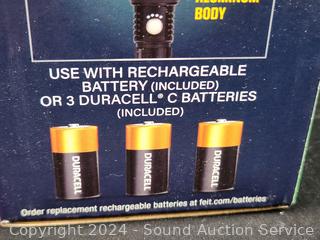 ALUMINUM
BODY
USE WITH RECHARGEABLE
BATTERY (INCLUDED)
OR 3 DURACELL® C BATTERIES
(INCLUDED)
DURACELL
DURACELL
DURACELL
Order replacement rechargeable batteries at feit.com/batteries
Copyright 2024 - Sound Auction Service